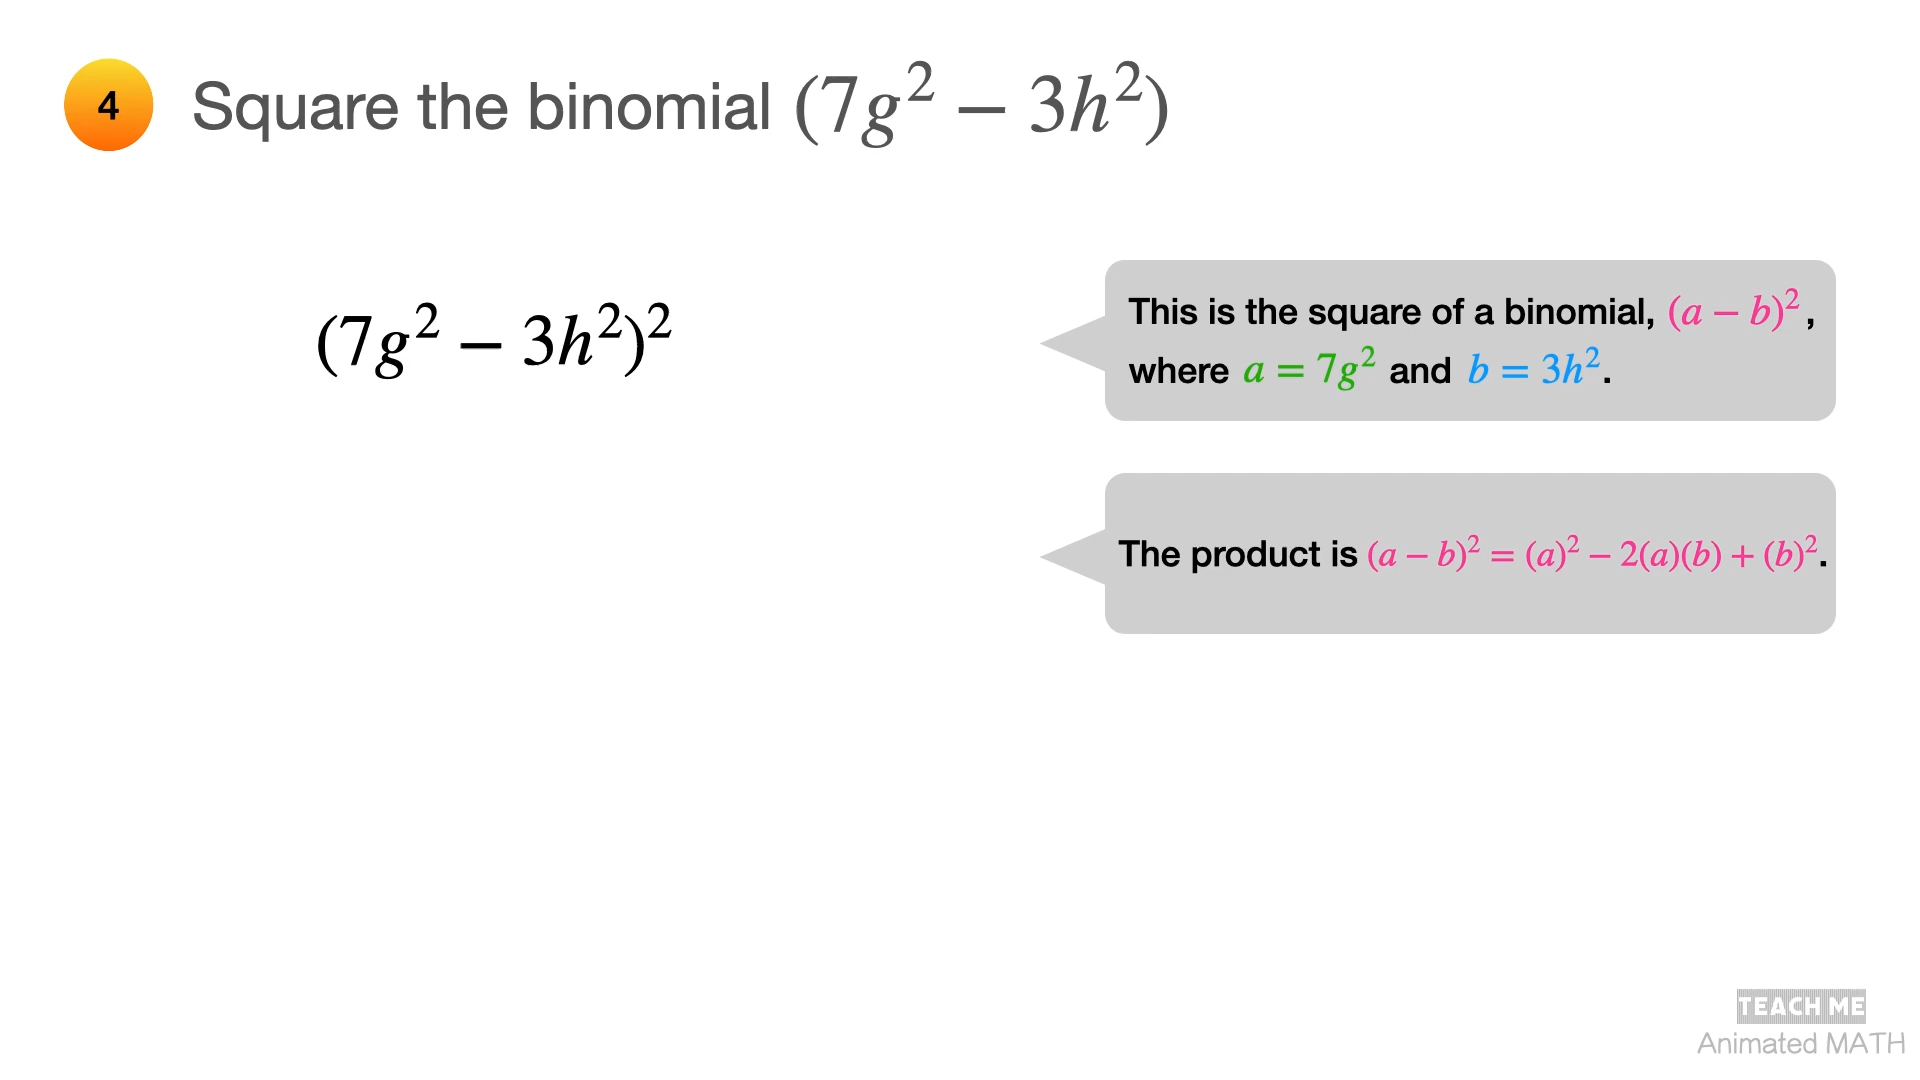 4
Square the binomial (7g² − 3h²)
(7g² − 3h²)²
This is the square of a binomial, (a − b)²,
where a = 7g² and b = 3h².
The product is (a − b)² = (a)² − 2(a)(b) + (b)².
TEACH ME
Animated MATH